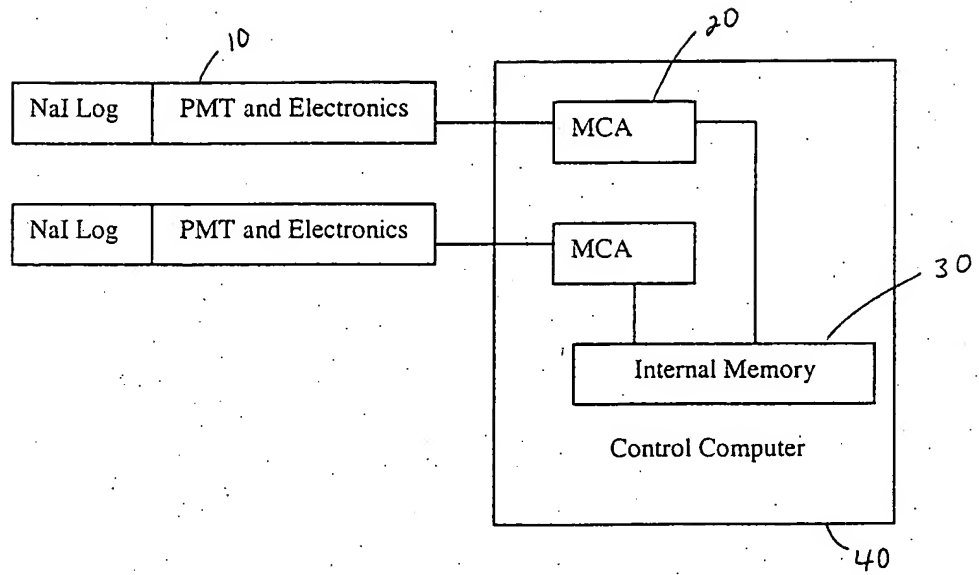 10
20
NaI Log PMT and Electronics
MCA
NaI Log PMT and Electronics
MCA
30
Internal Memory
Control Computer
40